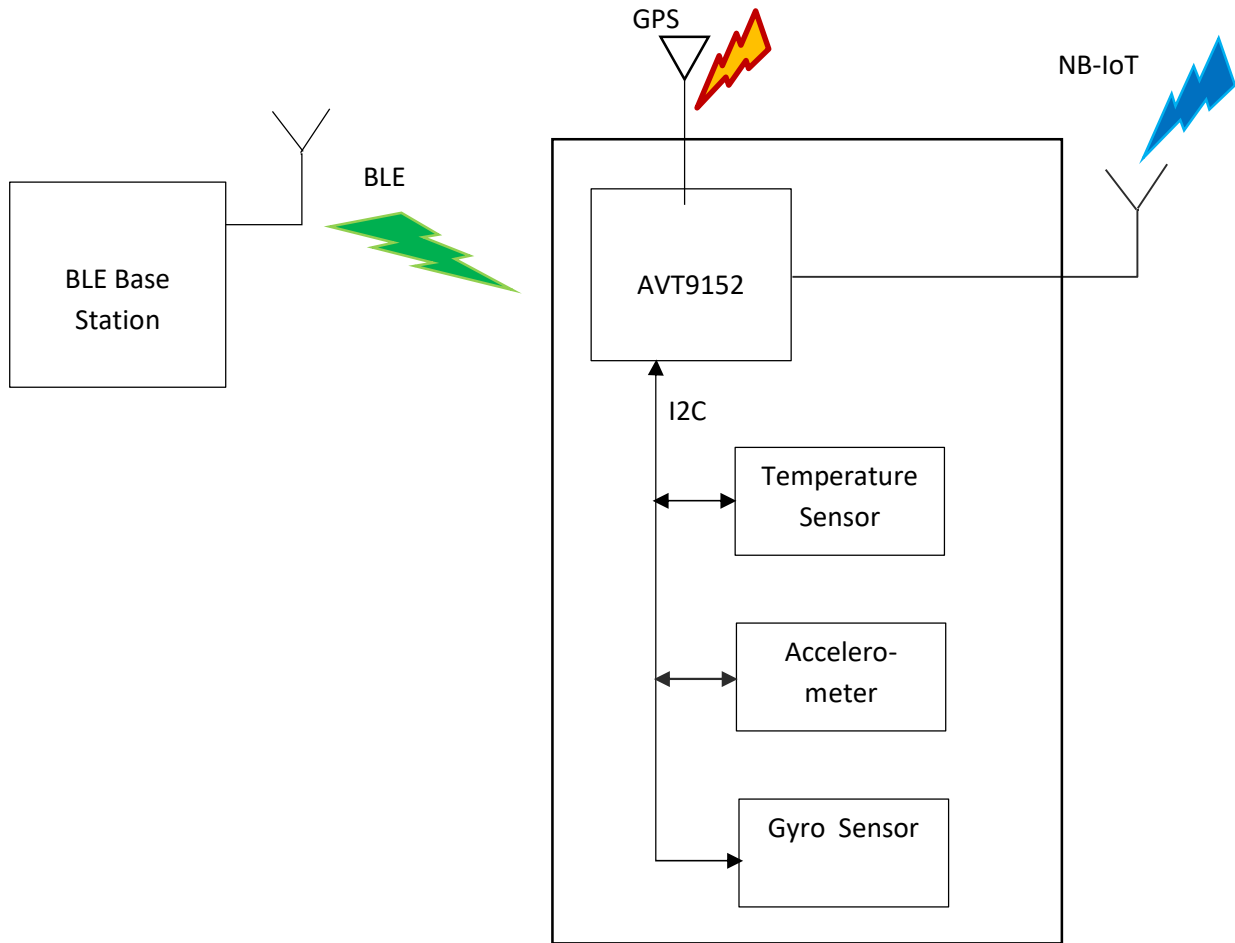 GPS
NB-IoT
BLE
BLE Base
Station
AVT9152
I2C
Temperature
Sensor
Accelero-
meter
Gyro  Sensor